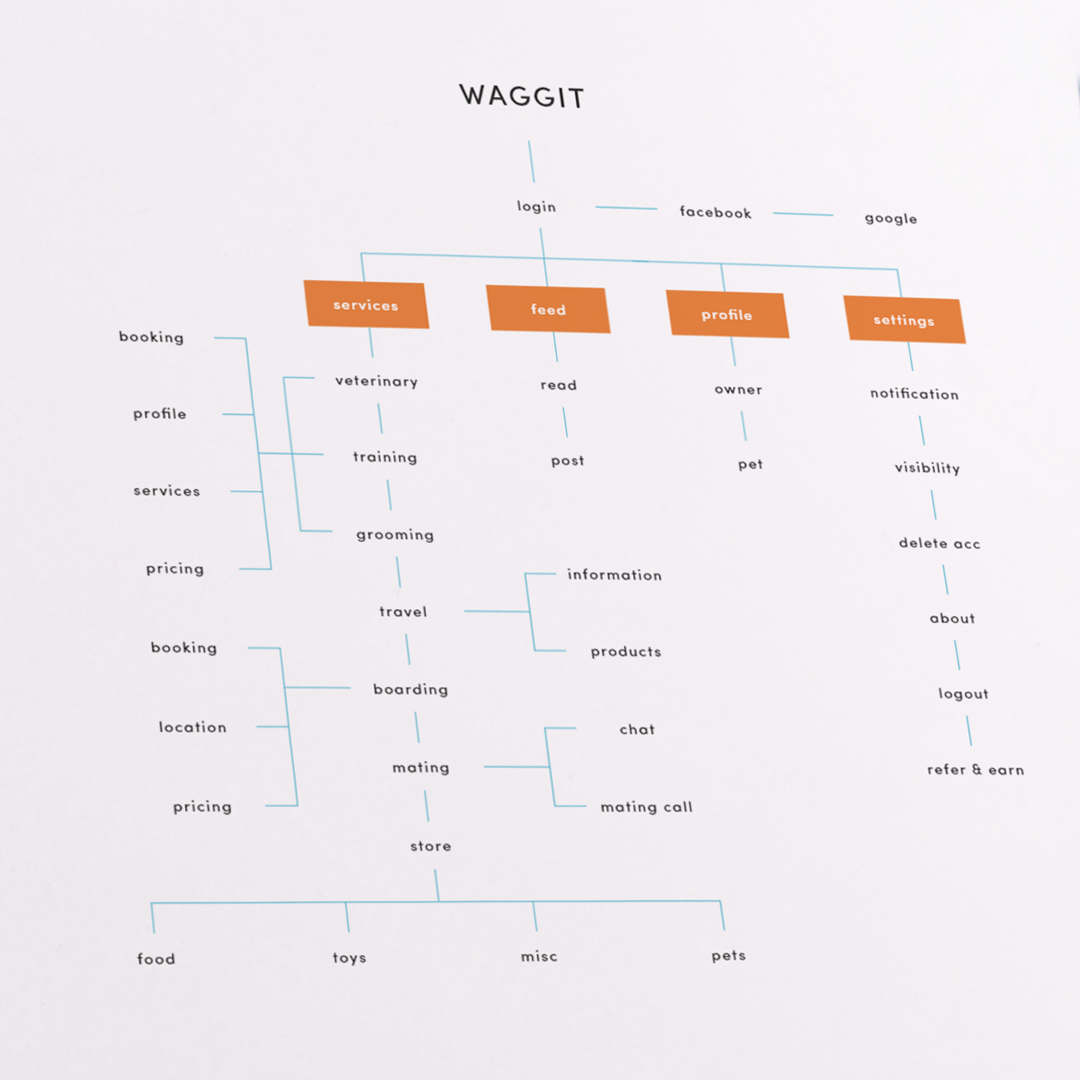 WAGGIT
login facebook google
services feed profile settings
booking
veterinary read owner notification
profile
training post pet visibility
services
grooming delete acc
pricing information
travel about
booking products
boarding logout
location chat
mating refer & earn
pricing mating call
store
food toys misc pets